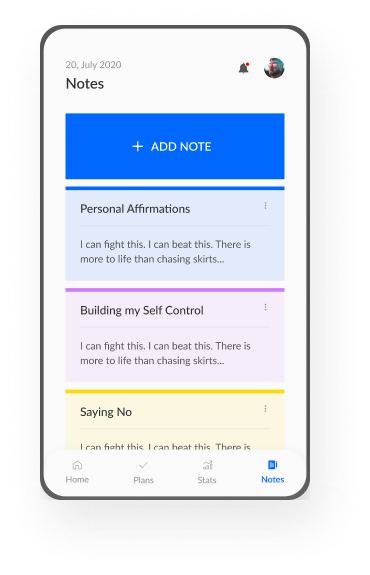 20, July 2020
Notes
+ ADD NOTE
Personal Affirmations
I can fight this. I can beat this. There is
more to life than chasing skirts...
Building my Self Control
I can fight this. I can beat this. There is
more to life than chasing skirts...
Saying No
I can fight this. I can beat this. There is
Home
Plans
Stats
Notes